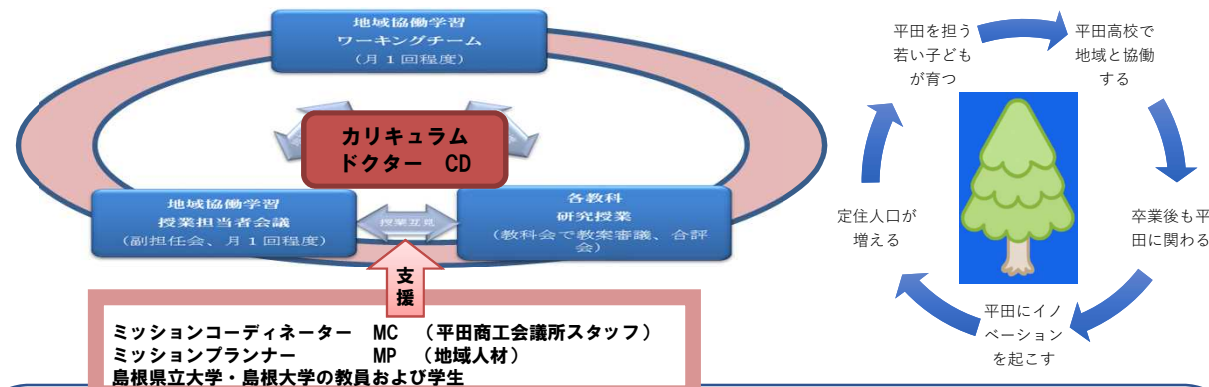 地域協働学習
ワーキングチーム
(月1回程度)
カリキュラム
ドクター CD
地域協働学習
授業担当者会議
(副担任会、月1回程度)
授業互見
各教科
研究授業
(教科会で教案審議、合評
会)
支
援
ミッションコーディネーター MC (平田商工会議所スタッフ)
ミッションプランナー MP (地域人材)
島根県立大学・島根大学の教員および学生
平田を担う
若い子ども
が育つ
平田高校で
地域と協働
する
卒業後も平
田に関わる
平田にイノ
ベーション
を起こす
定住人口が
増える